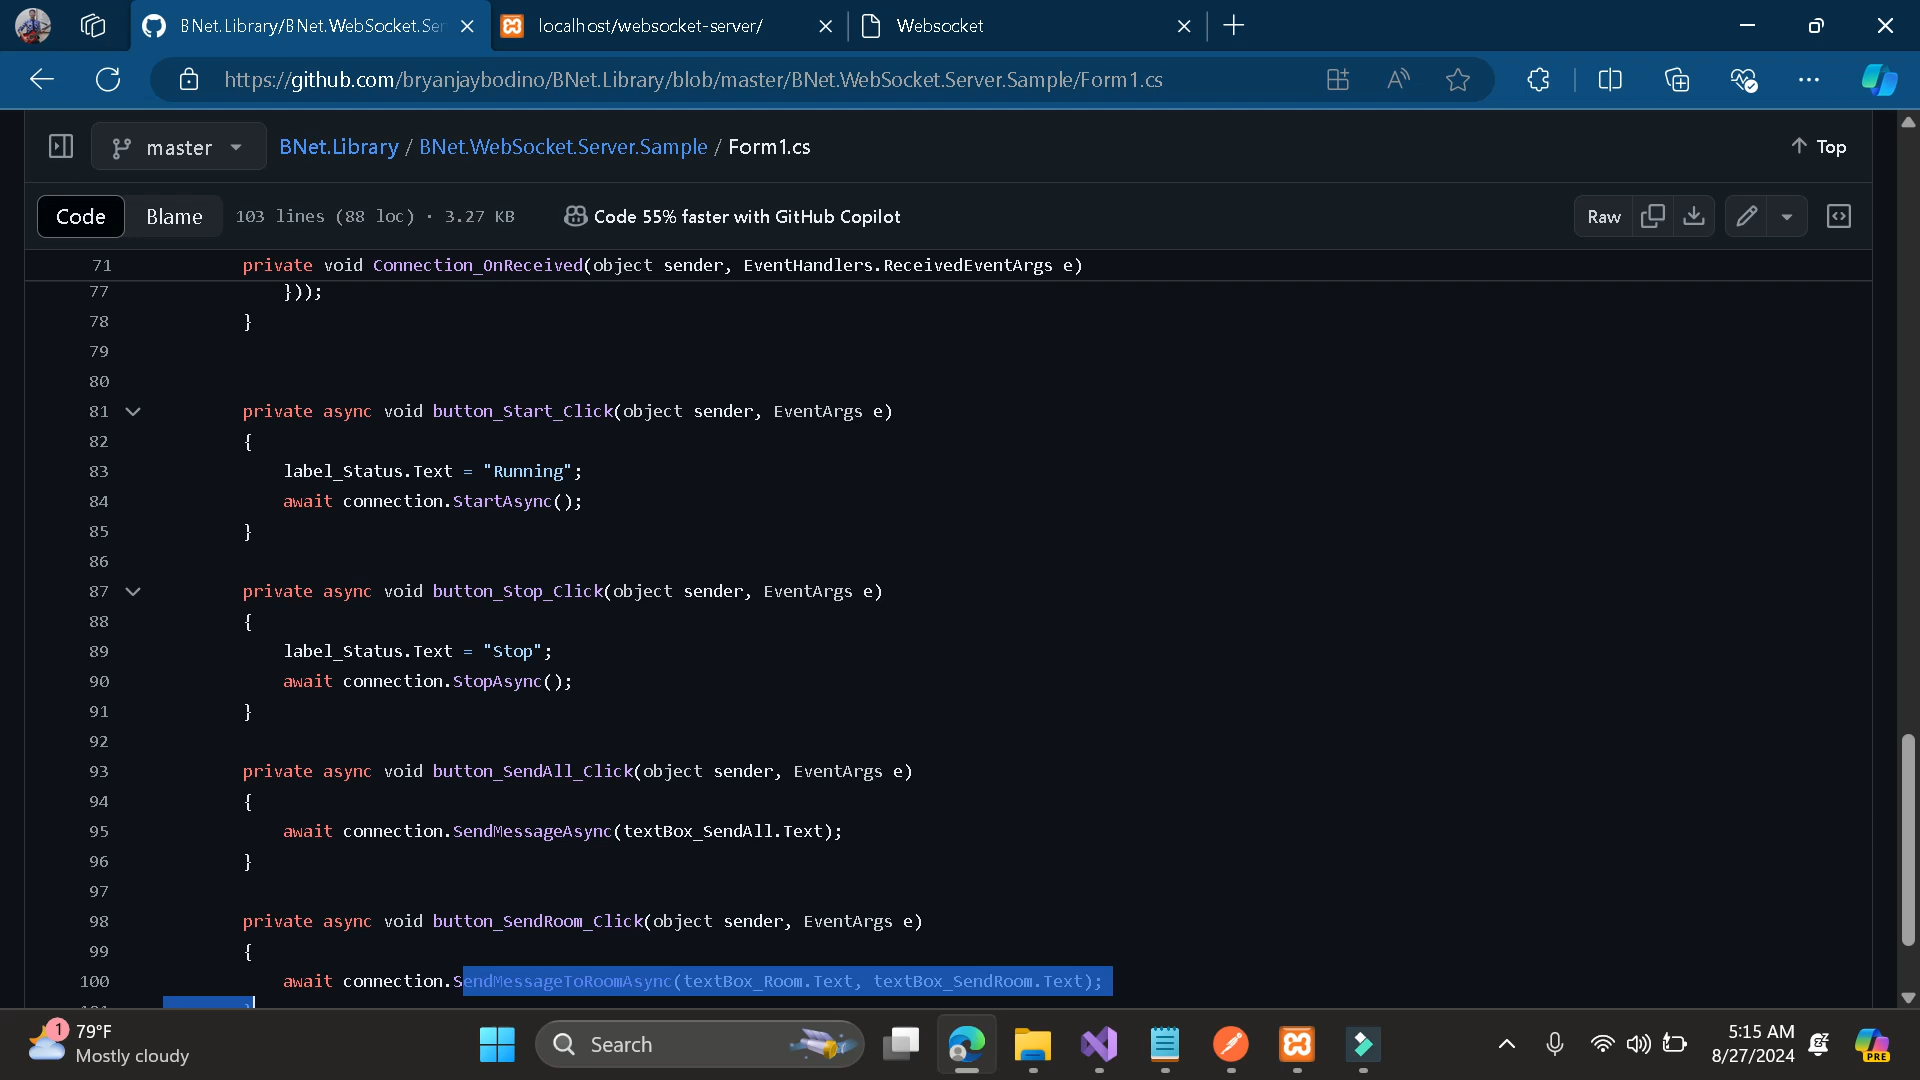 BNet.Library/BNet.WebSocket.Ser
localhost/websocket-server/
Websocket
https://github.com/bryanjaybodino/BNet.Library/blob/master/BNet.WebSocket.Server.Sample/Form1.cs
master
BNet.Library / BNet.WebSocket.Server.Sample / Form1.cs
Top
Code
Blame
103 lines (88 loc) · 3.27 KB
Code 55% faster with GitHub Copilot
Raw
71 private void Connection_OnReceived(object sender, EventHandlers.ReceivedEventArgs e)
77 }));
78 }
79
80
81 private async void button_Start_Click(object sender, EventArgs e)
82 {
83 label_Status.Text = "Running";
84 await connection.StartAsync();
85 }
86
87 private async void button_Stop_Click(object sender, EventArgs e)
88 {
89 label_Status.Text = "Stop";
90 await connection.StopAsync();
91 }
92
93 private async void button_SendAll_Click(object sender, EventArgs e)
94 {
95 await connection.SendMessageAsync(textBox_SendAll.Text);
96 }
97
98 private async void button_SendRoom_Click(object sender, EventArgs e)
99 {
100 await connection.SendMessageToRoomAsync(textBox_Room.Text, textBox_SendRoom.Text);
1
79°F
Mostly cloudy
Search
5:15 AM
8/27/2024
PRE